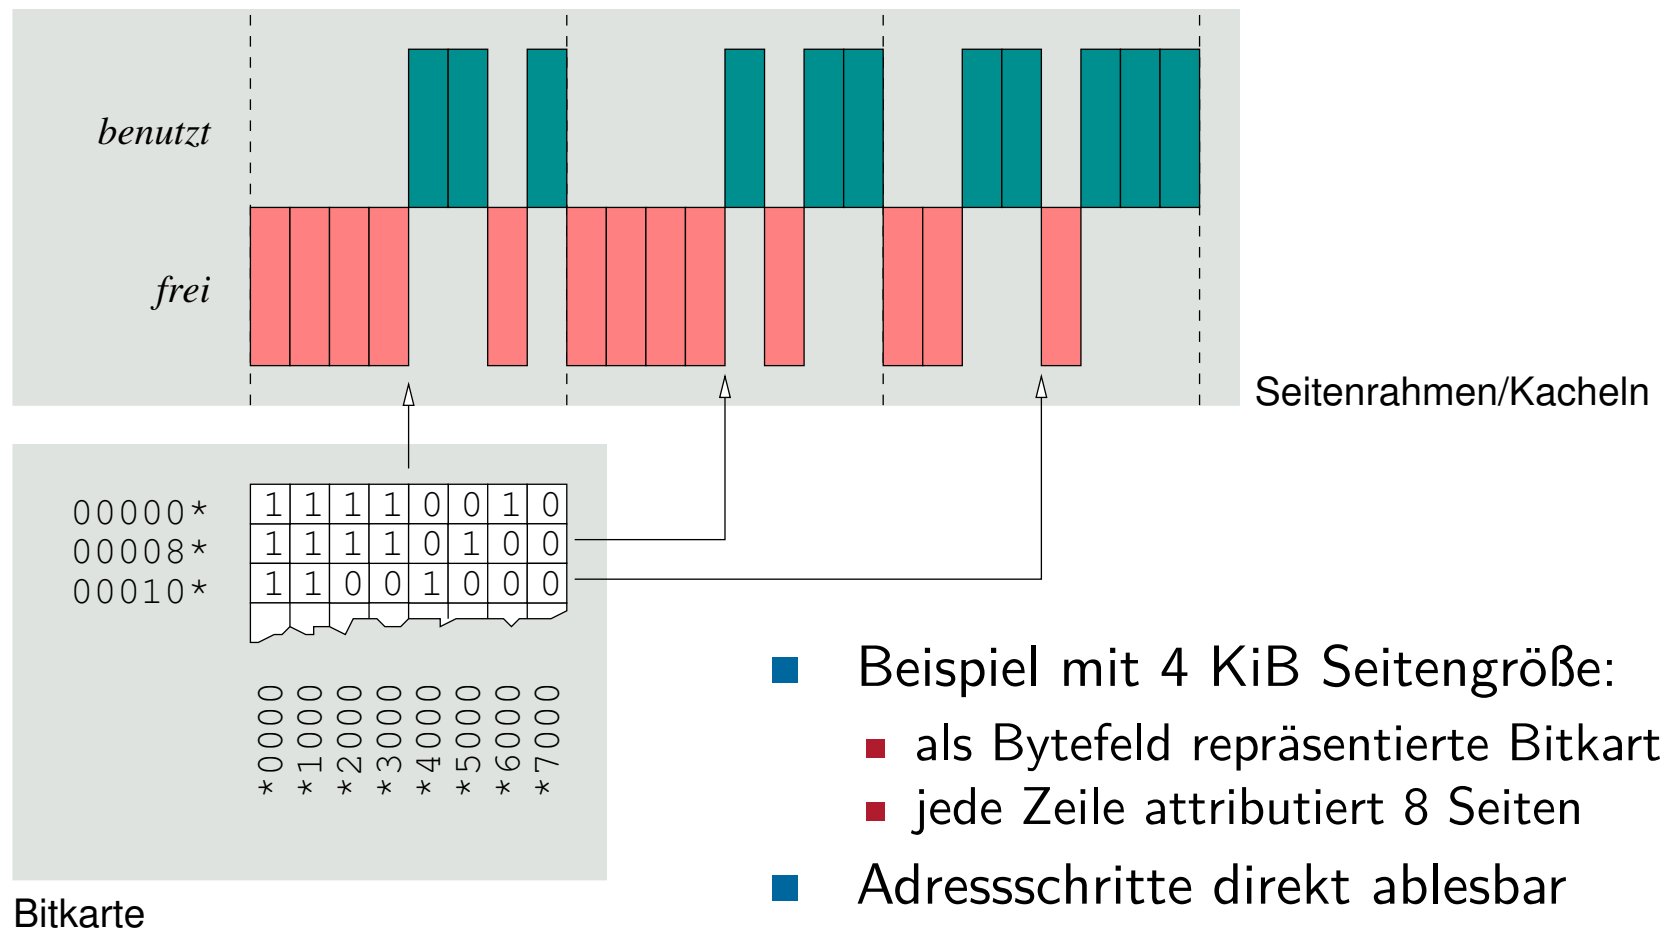 benutzt
frei
Seitenrahmen/Kacheln
00000* 1 1 1 1 0 0 1 0
00008* 1 1 1 1 0 1 0 0
00010* 1 1 0 0 1 0 0 0
*0000
*1000
*2000
*3000
*4000
*5000
*6000
*7000
Bitkarte
Beispiel mit 4 KiB Seitengröße:
als Bytefeld repräsentierte Bitkart
jede Zeile attributiert 8 Seiten
Adressschritte direkt ablesbar